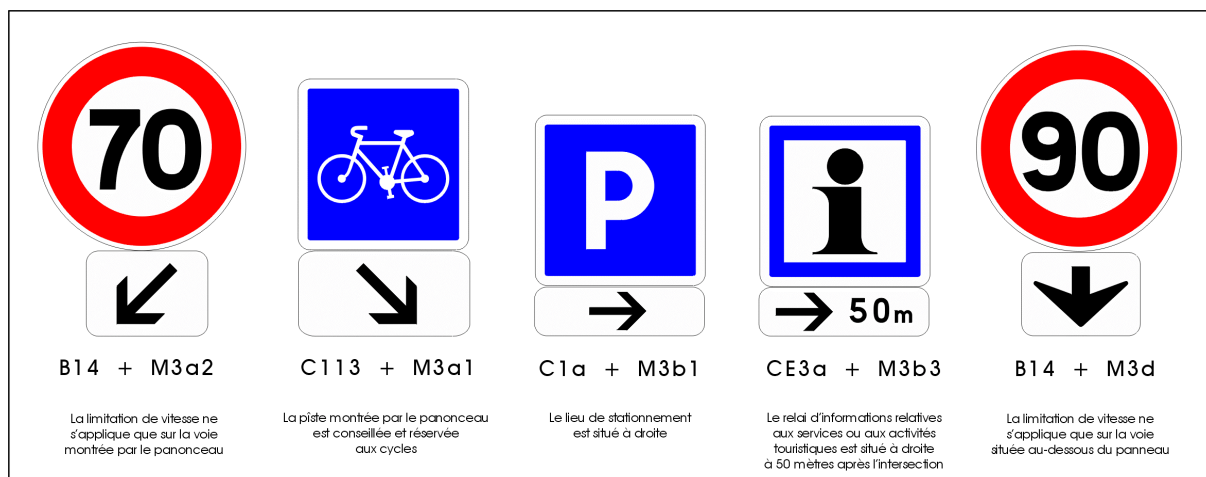 70
P
i
50m
90
B14 + M3a2
C113 + M3a1
C1a + M3b1
CE3a + M3b3
B14 + M3d
La limitation de vitesse ne
s'applique que sur la voie
montrée par le panonceau
La pîste montrée par le panonceau
est conseillée et réservée
aux cycles
Le lieu de stationnement
est situé à droite
Le relai d'informations relatives
aux services ou aux activités
touristiques est situé à droite
à 50 mètres après l'intersection
La limitation de vitesse ne
s'applique que sur la voie
située au-dessous du panneau